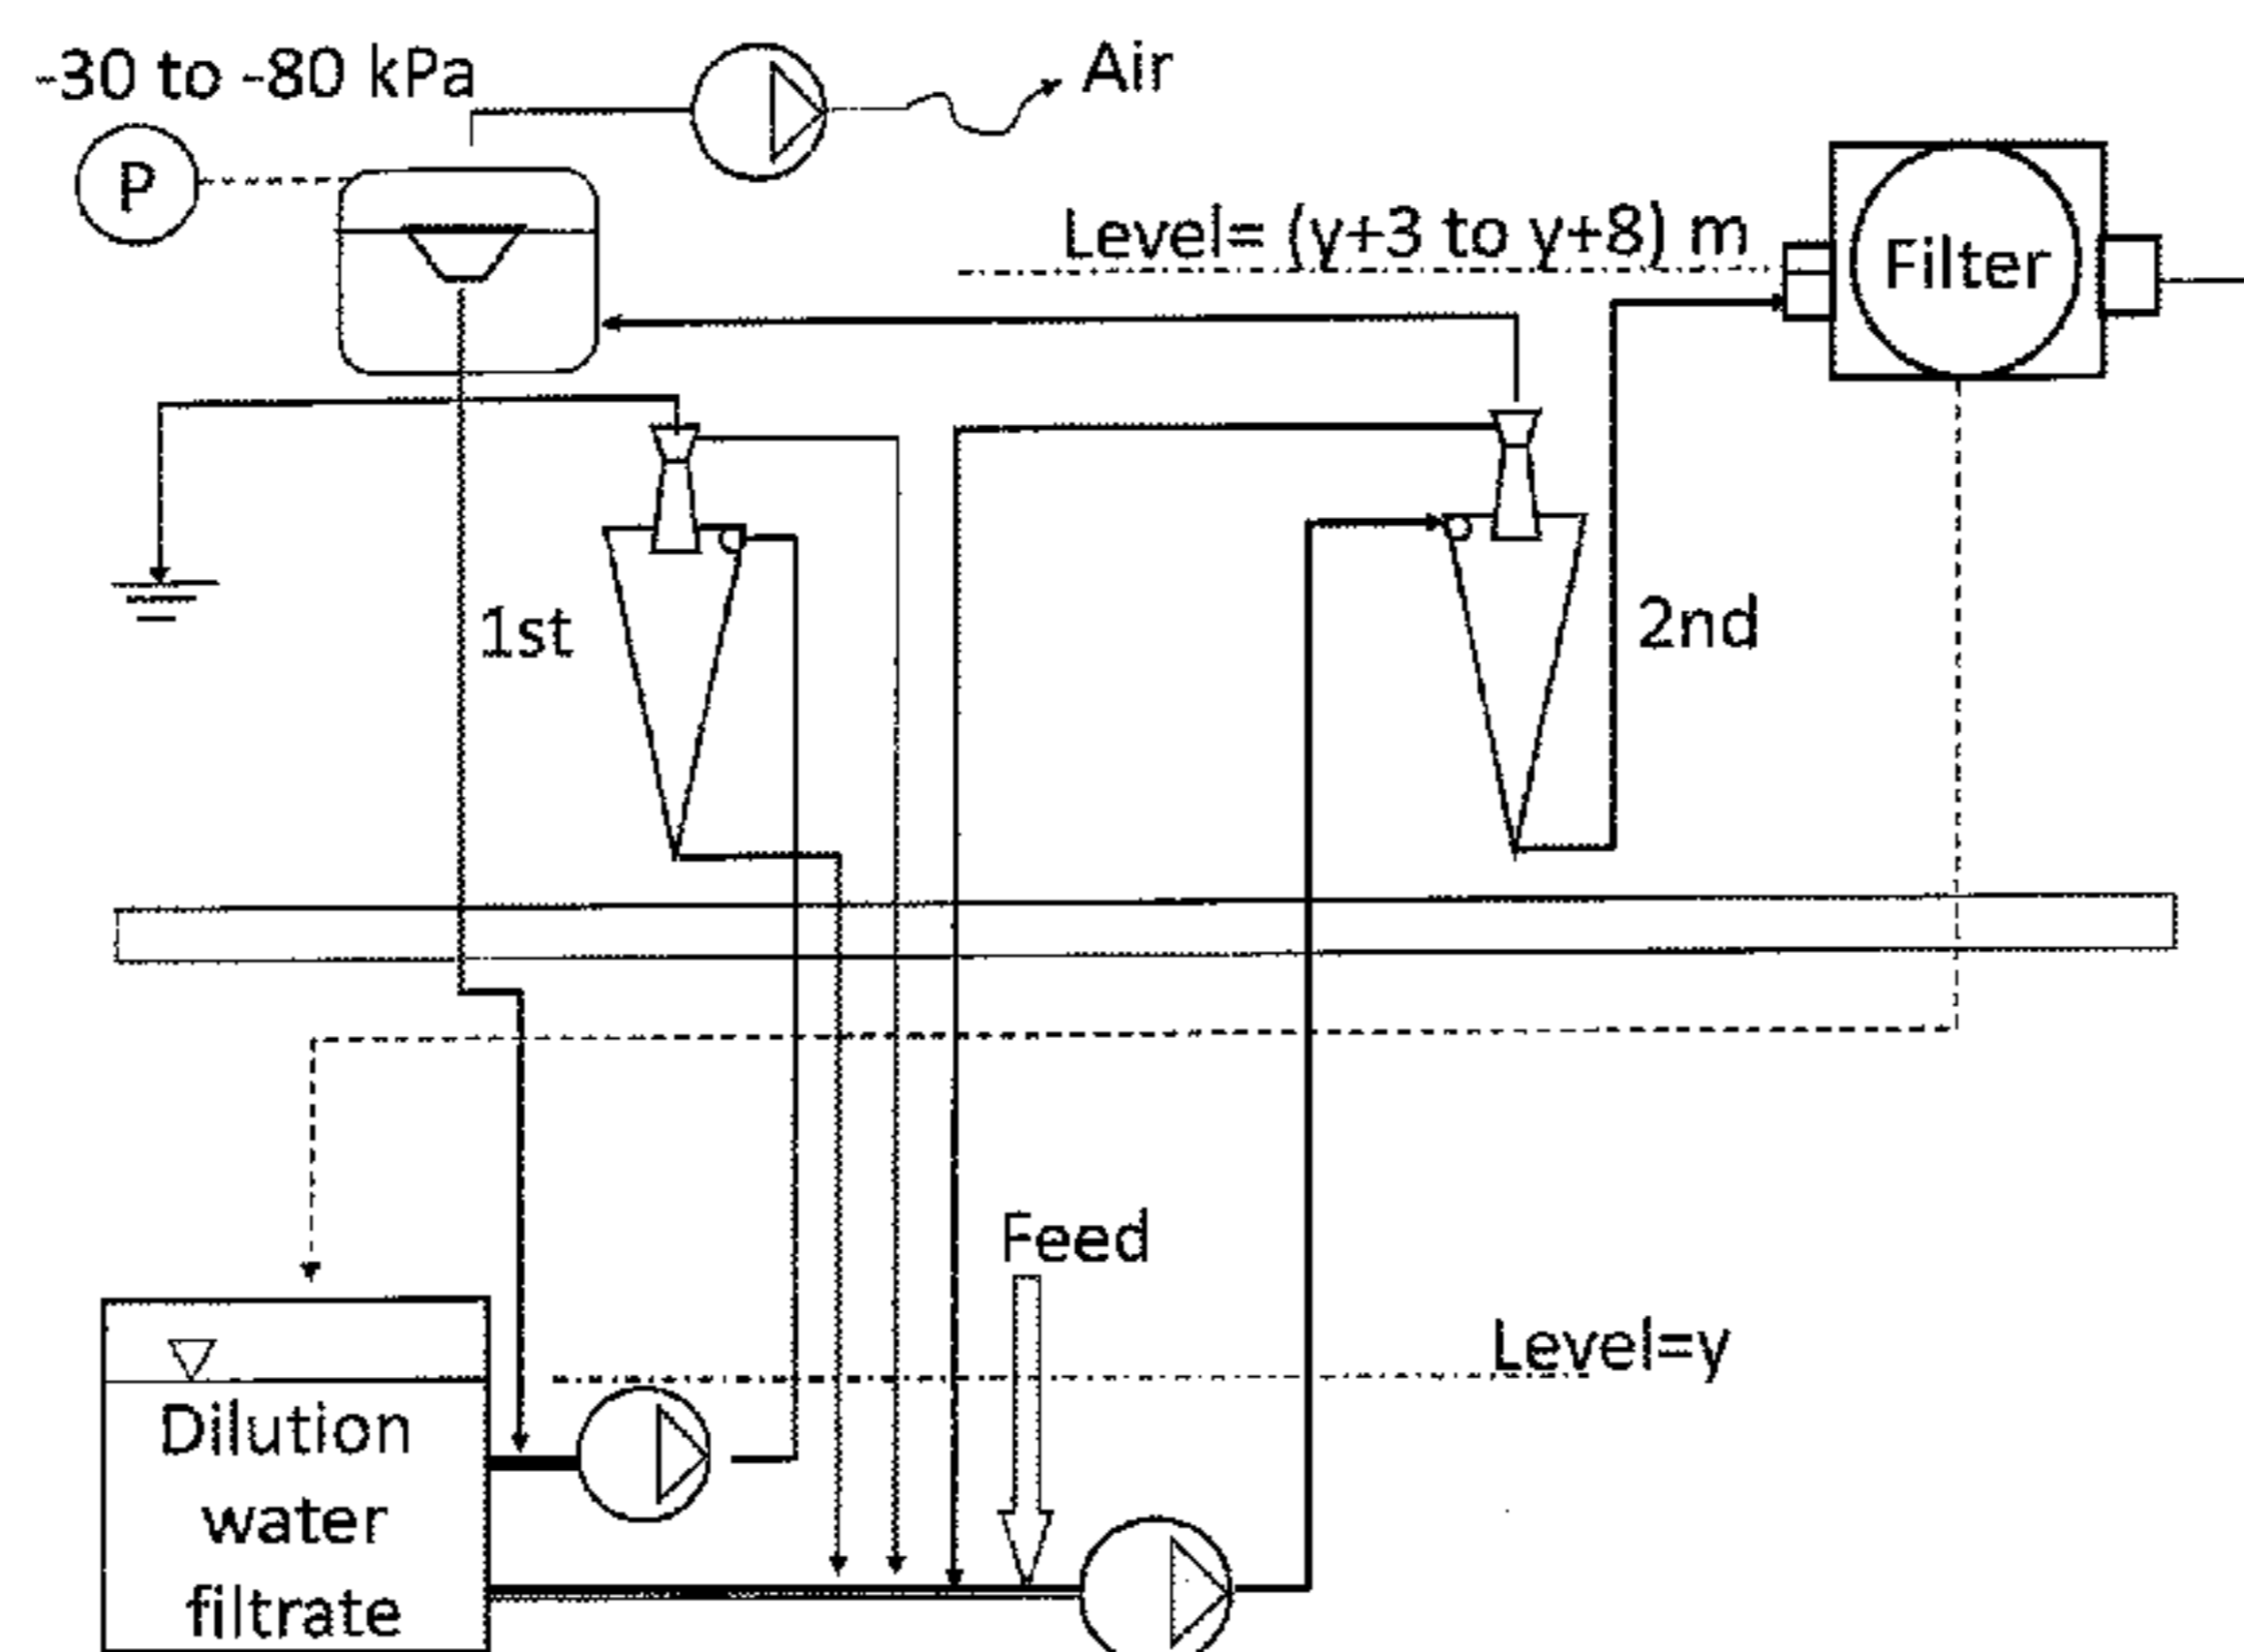 -30 to -80 kPa
Air
P
Level= (y+3 to y+8) m
Filter
1st
2nd
Feed
Level=y
Dilution
water
filtrate